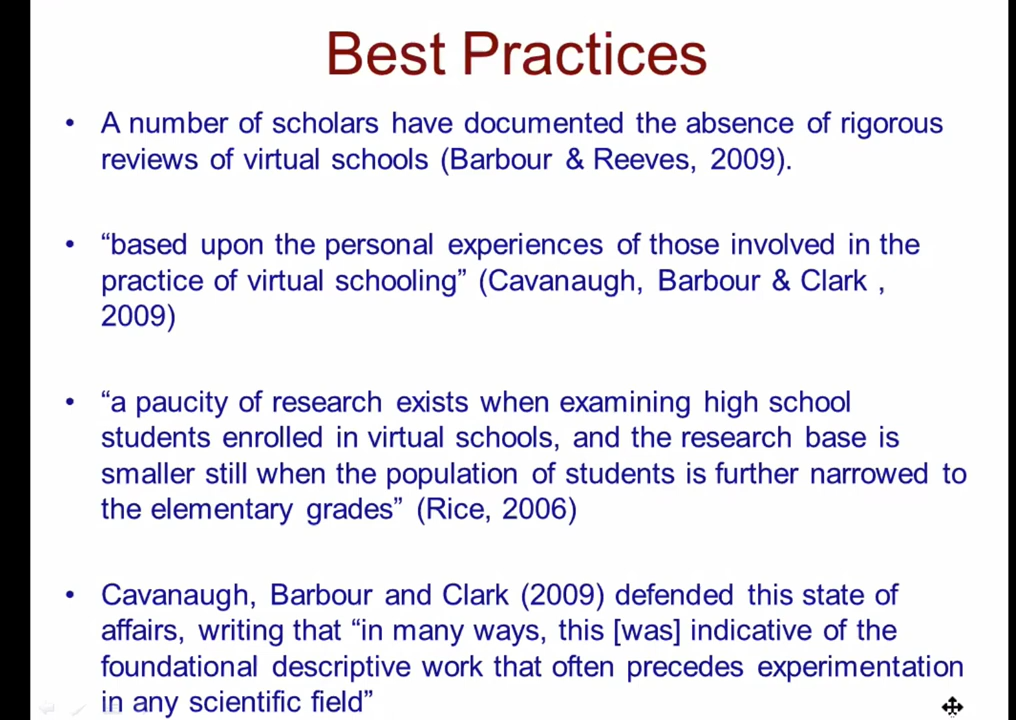 Best Practices
• A number of scholars have documented the absence of rigorous
reviews of virtual schools (Barbour & Reeves, 2009).
• “based upon the personal experiences of those involved in the
practice of virtual schooling” (Cavanaugh, Barbour & Clark ,
2009)
• “a paucity of research exists when examining high school
students enrolled in virtual schools, and the research base is
smaller still when the population of students is further narrowed to
the elementary grades” (Rice, 2006)
• Cavanaugh, Barbour and Clark (2009) defended this state of
affairs, writing that “in many ways, this [was] indicative of the
foundational descriptive work that often precedes experimentation
in any scientific field”